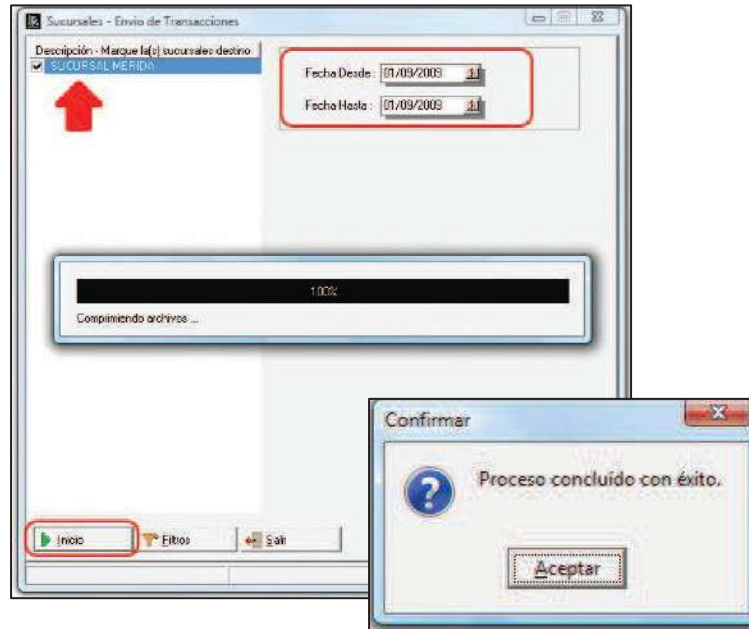 Sucursales - Envio de Transacciones
Descripción - Marque la(s) sucursales destino
SUCURSAL MERIDA
Fecha Desde : 01/09/2009
Fecha Hasta : 01/09/2009
100%
Comprimiendo archivos ...
Confirmar
Proceso concluído con éxito.
Aceptar
Inicio
Filtros
Salir